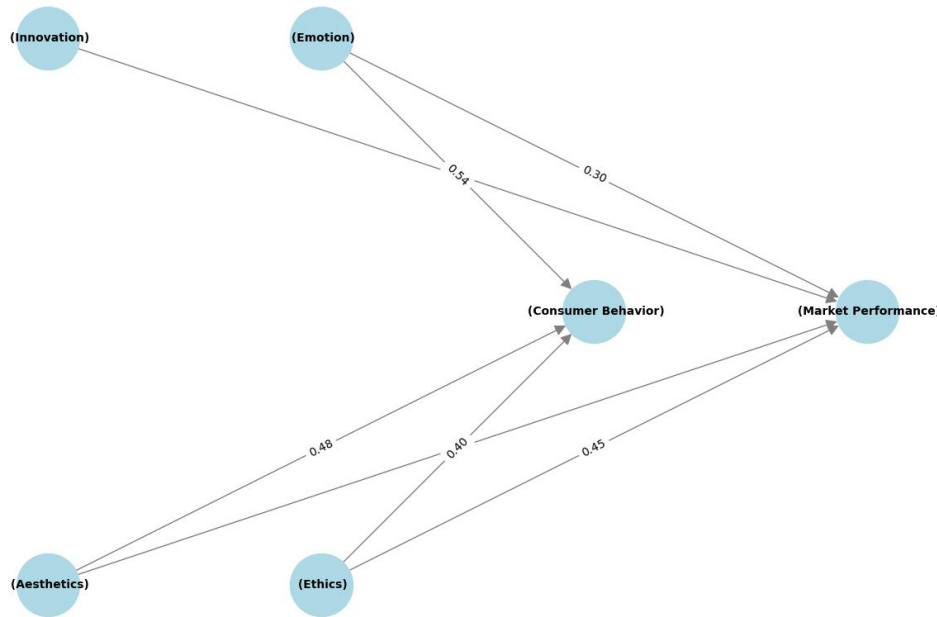 (Innovation)
(Emotion)
0.54
0.30
(Consumer Behavior)
(Market Performance)
0.48
0.40
0.45
(Aesthetics)
(Ethics)